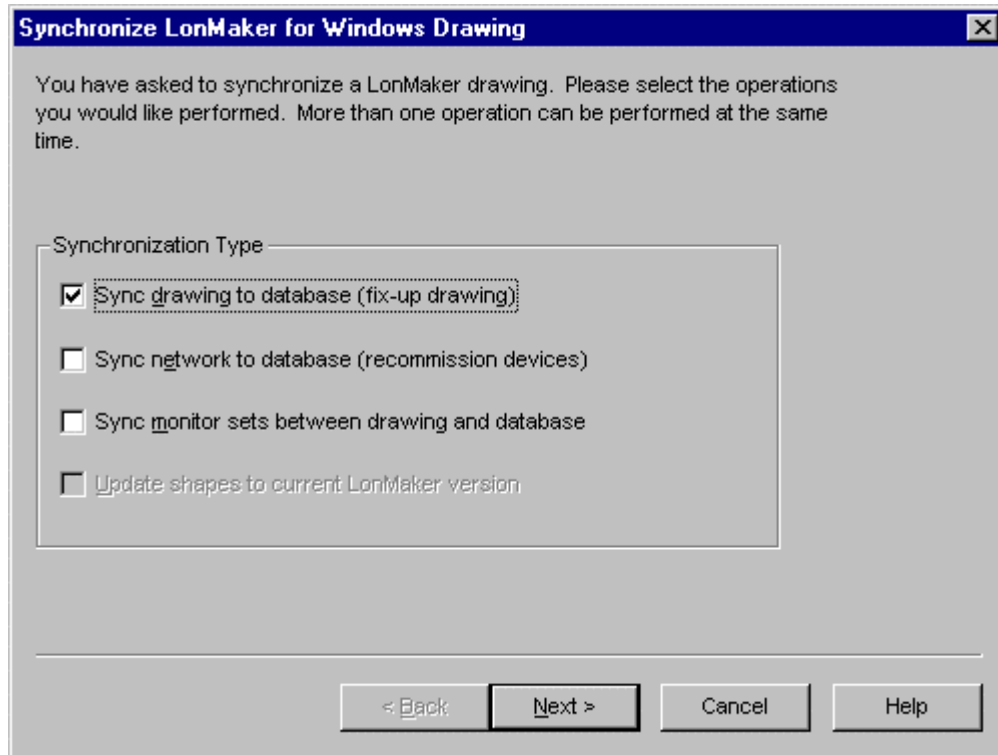 Synchronize LonMaker for Windows Drawing
You have asked to synchronize a LonMaker drawing.  Please select the operations
you would like performed.  More than one operation can be performed at the same
time.
Synchronization Type
Sync drawing to database (fix-up drawing)
Sync network to database (recommission devices)
Sync monitor sets between drawing and database
Update shapes to current LonMaker version
< Back
Next >
Cancel
Help